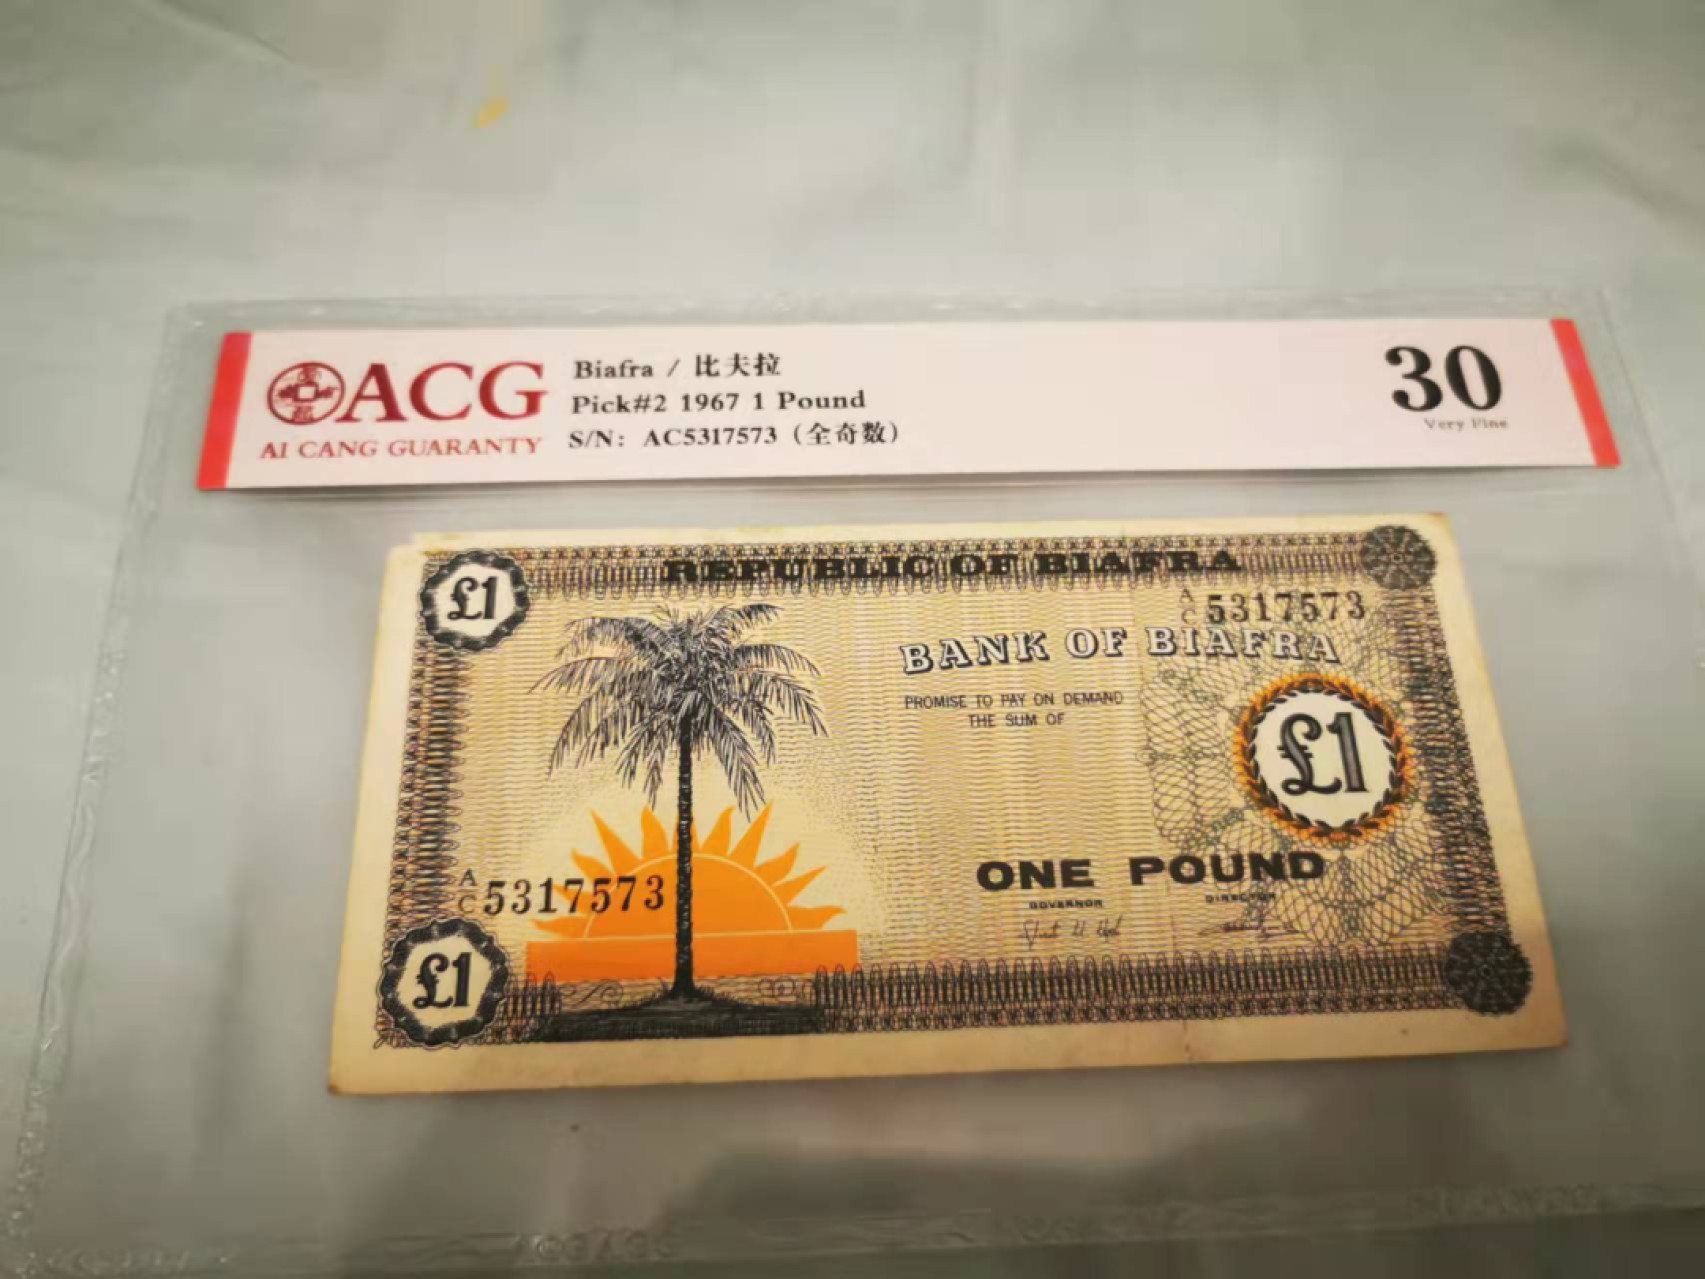 ACG
AI CANG GUARANTY
Biafra / 比夫拉
Pick#2 1967 1 Pound
S/N: AC5317573（全奇数）
30
Very Fine
£1
REPUBLIC OF BIAFRA
AC 5317573
BANK OF BIAFRA
PROMISE TO PAY ON DEMAND
THE SUM OF
£1
ONE POUND
GOVERNOR DIRECTOR
AC 5317573
£1